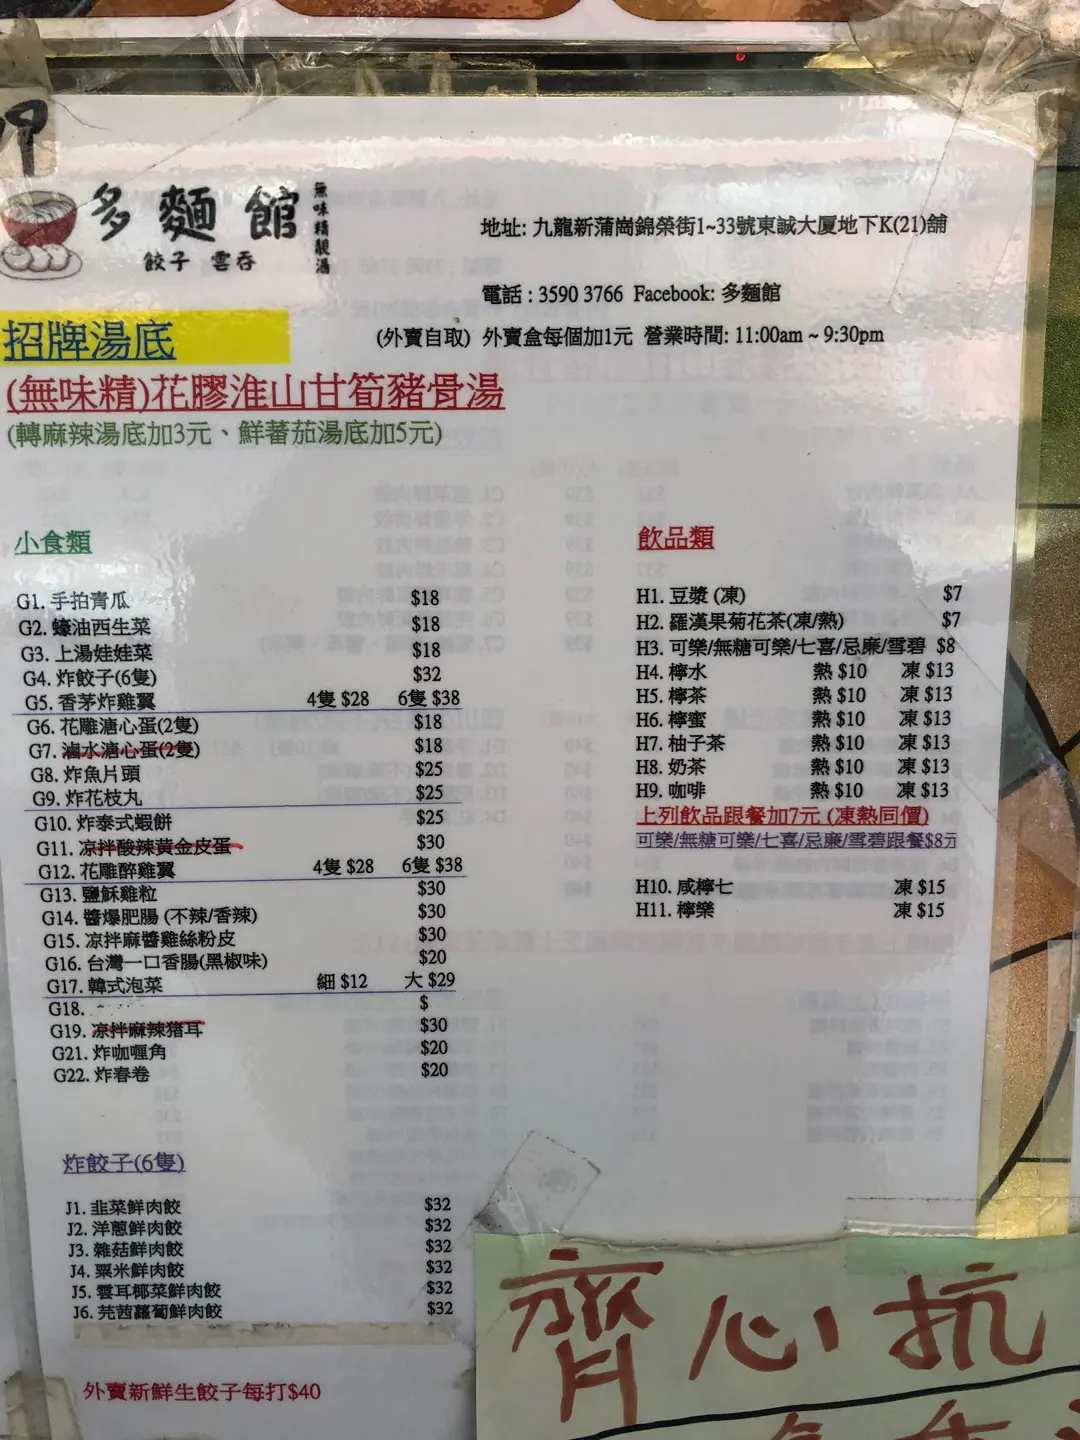 多麵館
無味精靚湯
餃子 雲吞
地址: 九龍新蒲崗錦榮街1~33號東誠大厦地下K(21)舖
電話 : 3590 3766 Facebook: 多麵館
(外賣自取) 外賣盒每個加1元 營業時間: 11:00am ~ 9:30pm
招牌湯底
(無味精)花膠淮山甘筍豬骨湯
(轉麻辣湯底加3元、鮮蕃茄湯底加5元)
小食類
G1. 手拍青瓜 $18
G2. 蠔油西生菜 $18
G3. 上湯娃娃菜 $18
G4. 炸餃子(6隻) $32
G5. 香茅炸雞翼 4隻 $28 6隻 $38
G6. 花雕溏心蛋(2隻) $18
G7. 滷水溏心蛋(2隻) $18
G8. 炸魚片頭 $25
G9. 炸花枝丸 $25
G10. 炸泰式蝦餅 $25
G11. 凉拌酸辣黃金皮蛋 $30
G12. 花雕醉雞翼 4隻 $28 6隻 $38
G13. 鹽酥雞粒 $30
G14. 醬爆肥腸 (不辣/香辣) $30
G15. 凉拌麻醬雞絲粉皮 $30
G16. 台灣一口香腸(黑椒味) $20
G17. 韓式泡菜 細 $12 大 $29
G18. $
G19. 凉拌麻辣猪耳 $30
G21. 炸咖喱角 $20
G22. 炸春卷 $20
炸餃子(6隻)
J1. 韭菜鮮肉餃 $32
J2. 洋蔥鮮肉餃 $32
J3. 雜菇鮮肉餃 $32
J4. 粟米鮮肉餃 $32
J5. 雲耳椰菜鮮肉餃 $32
J6. 芫茜蘿蔔鮮肉餃 $32
外賣新鮮生餃子每打$40
飲品類
H1. 豆漿 (凍) $7
H2. 羅漢果菊花茶(凍/熱) $7
H3. 可樂/無糖可樂/七喜/忌廉/雪碧 $8
H4. 檸水 熱 $10 凍 $13
H5. 檸茶 熱 $10 凍 $13
H6. 檸蜜 熱 $10 凍 $13
H7. 柚子茶 熱 $10 凍 $13
H8. 奶茶 熱 $10 凍 $13
H9. 咖啡 熱 $10 凍 $13
上列飲品跟餐加7元 (凍熱同價)
可樂/無糖可樂/七喜/忌廉/雪碧跟餐$8元
H10. 咸檸七 凍 $15
H11. 檸樂 凍 $15
齊心抗